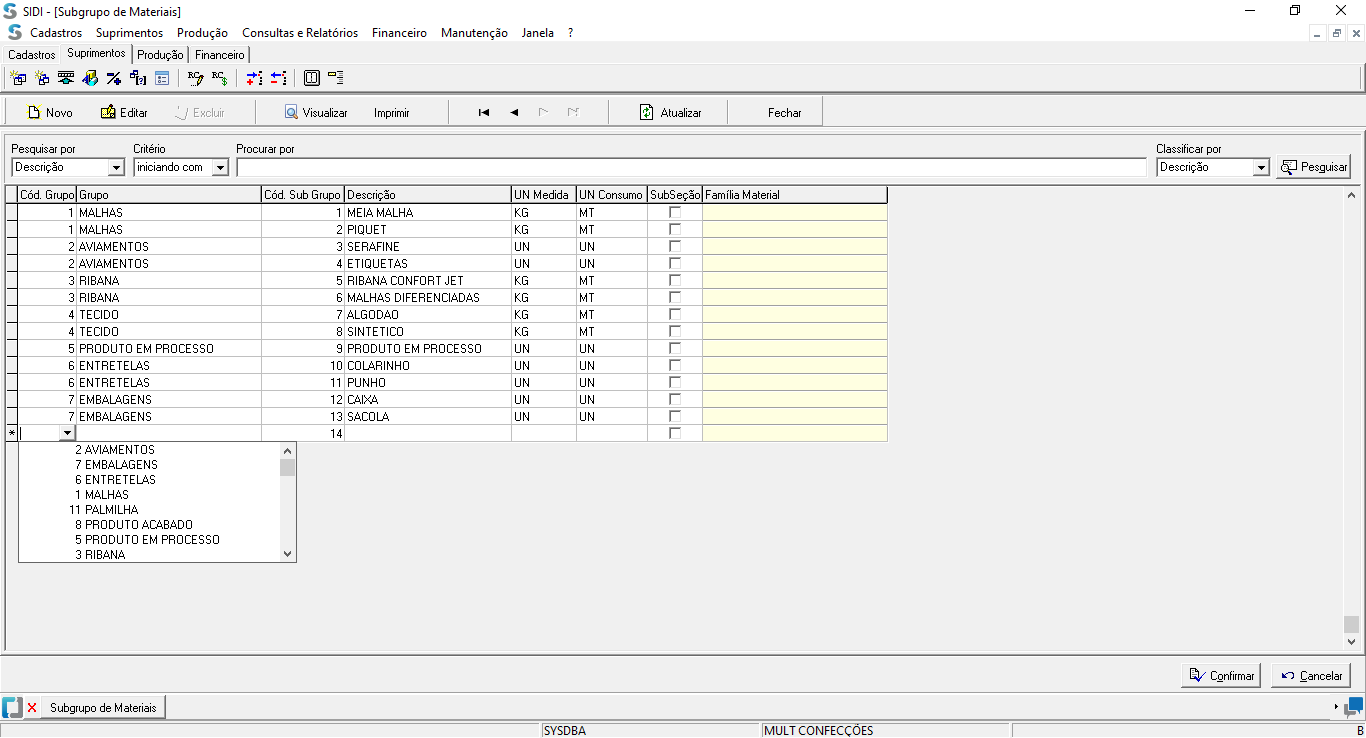 SIDI - [Subgrupo de Materiais]
Cadastros Suprimentos Produção Consultas e Relatórios Financeiro Manutenção Janela ?
Cadastros Suprimentos Produção Financeiro
Novo Editar Excluir Visualizar Imprimir Atualizar Fechar
Pesquisar por Critério Procurar por Classificar por
Descrição iniciando com Descrição Pesquisar
Cód. Grupo Grupo Cód. Sub Grupo Descrição UN Medida UN Consumo SubSeção Família Material
1 MALHAS 1 MEIA MALHA KG MT
1 MALHAS 2 PIQUET KG MT
2 AVIAMENTOS 3 SERAFINE UN UN
2 AVIAMENTOS 4 ETIQUETAS UN UN
3 RIBANA 5 RIBANA CONFORT JET KG MT
3 RIBANA 6 MALHAS DIFERENCIADAS KG MT
4 TECIDO 7 ALGODAO KG MT
4 TECIDO 8 SINTETICO KG MT
5 PRODUTO EM PROCESSO 9 PRODUTO EM PROCESSO UN UN
6 ENTRETELAS 10 COLARINHO UN UN
6 ENTRETELAS 11 PUNHO UN UN
7 EMBALAGENS 12 CAIXA UN UN
7 EMBALAGENS 13 SACOLA UN UN
* 14
2 AVIAMENTOS
7 EMBALAGENS
6 ENTRETELAS
1 MALHAS
11 PALMILHA
8 PRODUTO ACABADO
5 PRODUTO EM PROCESSO
3 RIBANA
Confirmar Cancelar
Subgrupo de Materiais
SYSDBA MULT CONFECÇÕES B